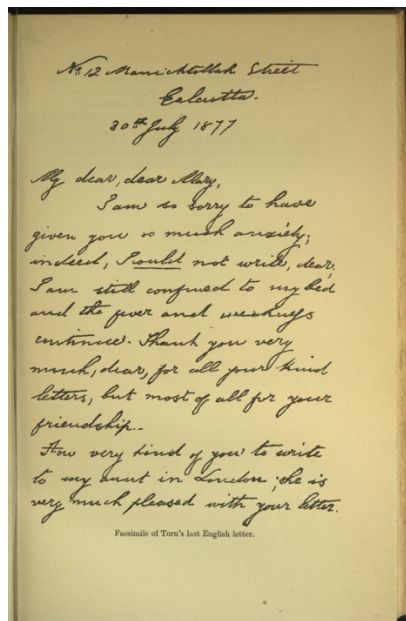 No 12 Manicktollah Street
Calcutta.
30th July 1877
My dear, dear Mary,
I am so sorry to have
given you so much anxiety;
indeed, I could not write, dear;
I am still confined to my bed
and the fever and weakness
continue. Thank you very
much, dear, for all your kind
letters, but most of all for your
friendship.
How very kind of you to write
to my aunt in London; she is
very much pleased with your letter.
Facsimile of Toru's last English letter.